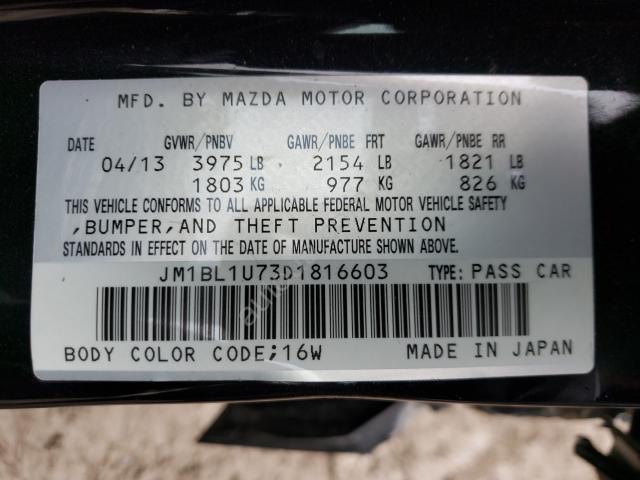 MFD. BY MAZDA MOTOR CORPORATION
DATE GVWR/PNBV GAWR/PNBE FRT GAWR/PNBE RR
04/13 3975 LB 2154 LB 1821 LB
1803 KG 977 KG 826 KG
THIS VEHICLE CONFORMS TO ALL APPLICABLE FEDERAL MOTOR VEHICLE SAFETY
,BUMPER,AND THEFT PREVENTION
STANDARDS IN EFFECT ON THE DATE OF MANUFACTURE SHOWN ABOVE.
JM1BL1U73D1816603 TYPE: PASS CAR
BODY COLOR CODE;16W MADE IN JAPAN